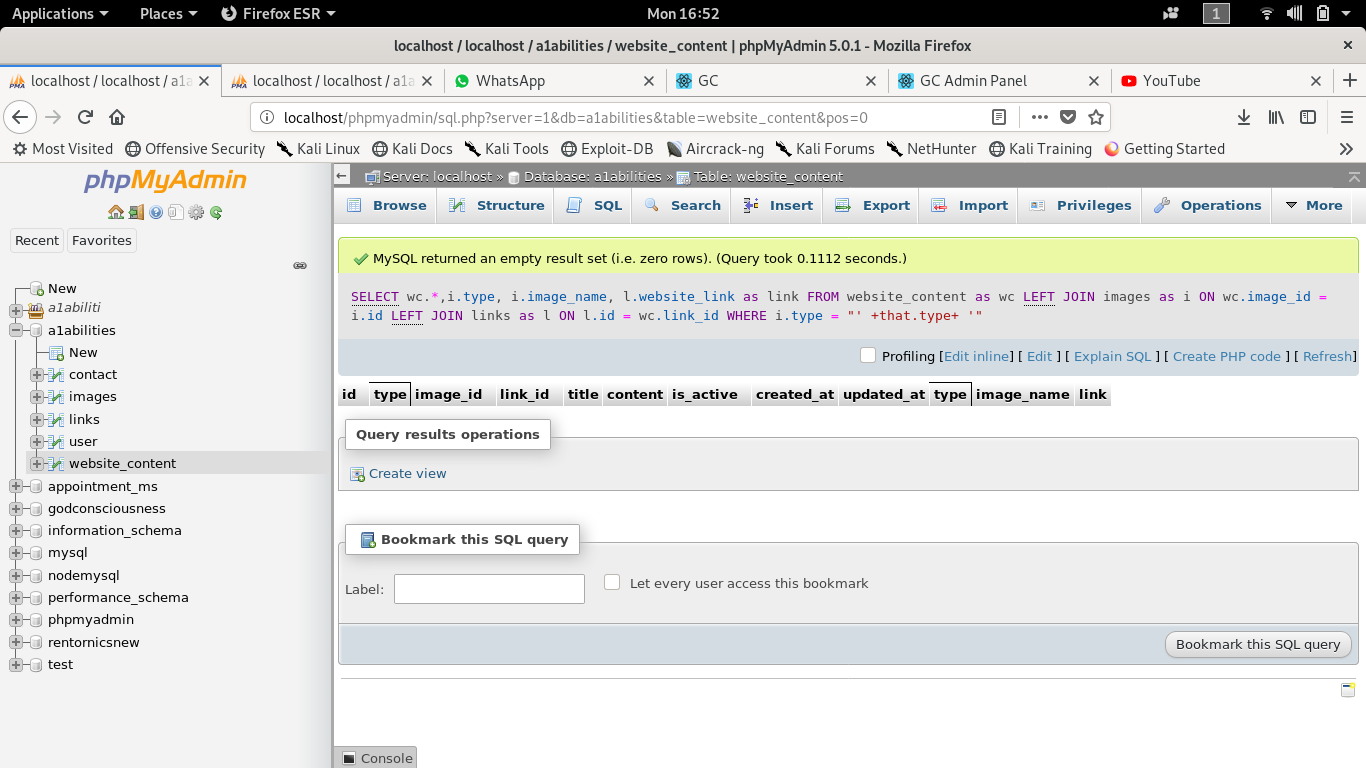 Applications Places Firefox ESR Mon 16:52 1
localhost / localhost / a1abilities / website_content | phpMyAdmin 5.0.1 - Mozilla Firefox
localhost / localhost / a1a localhost / localhost / a1a WhatsApp GC GC Admin Panel YouTube
localhost/phpmyadmin/sql.php?server=1&db=a1abilities&table=website_content&pos=0
Most Visited Offensive Security Kali Linux Kali Docs Kali Tools Exploit-DB Aircrack-ng Kali Forums NetHunter Kali Training Getting Started
phpMyAdmin
Recent Favorites
New
a1abiliti
a1abilities
New
contact
images
links
user
website_content
appointment_ms
godconsciousness
information_schema
mysql
nodemysql
performance_schema
phpmyadmin
rentornicsnew
test
Server: localhost » Database: a1abilities » Table: website_content
Browse Structure SQL Search Insert Export Import Privileges Operations More
MySQL returned an empty result set (i.e. zero rows). (Query took 0.1112 seconds.)
SELECT wc.*,i.type, i.image_name, l.website_link as link FROM website_content as wc LEFT JOIN images as i ON wc.image_id =
i.id LEFT JOIN links as l ON l.id = wc.link_id WHERE i.type = "' +that.type+ '"
Profiling [Edit inline] [ Edit ] [ Explain SQL ] [ Create PHP code ] [ Refresh]
id type image_id link_id title content is_active created_at updated_at type image_name link
Query results operations
Create view
Bookmark this SQL query
Label: Let every user access this bookmark
Bookmark this SQL query
Console